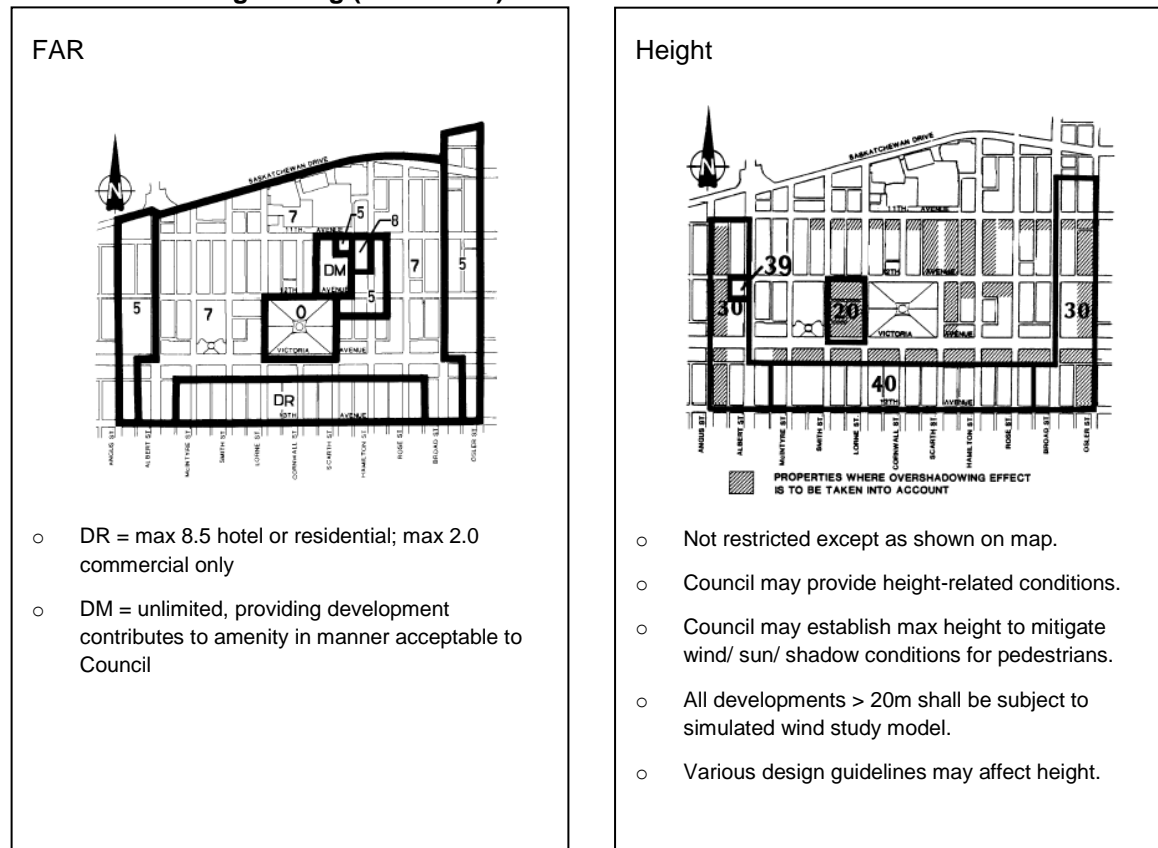 FAR
N
SASKATCHEWAN DRIVE
7
11TH. AVENUE
5
8
DM
7
5
12TH AVENUE
5
5
7
0
VICTORIA AVENUE
DR
13TH. AVENUE
ANGUS ST.
ALBERT ST.
McINTYRE ST.
SMITH ST.
LORNE ST.
CORNWALL ST.
SCARTH ST.
HAMILTON ST.
ROSE ST.
BROAD ST.
OSLER ST.
o DR = max 8.5 hotel or residential; max 2.0
commercial only
o DM = unlimited, providing development
contributes to amenity in manner acceptable to
Council
Height
N
SASKATCHEWAN DRIVE
11TH. AVENUE
39
12TH AVENUE
30
20
30
VICTORIA AVENUE
40
13TH. AVENUE
ANGUS ST.
ALBERT ST.
McINTYRE ST.
SMITH ST.
LORNE ST.
CORNWALL ST.
SCARTH ST.
HAMILTON ST.
ROSE ST.
BROAD ST.
OSLER ST.
PROPERTIES WHERE OVERSHADOWING EFFECT
IS TO BE TAKEN INTO ACCOUNT
o Not restricted except as shown on map.
o Council may provide height-related conditions.
o Council may establish max height to mitigate
wind/ sun/ shadow conditions for pedestrians.
o All developments > 20m shall be subject to
simulated wind study model.
o Various design guidelines may affect height.